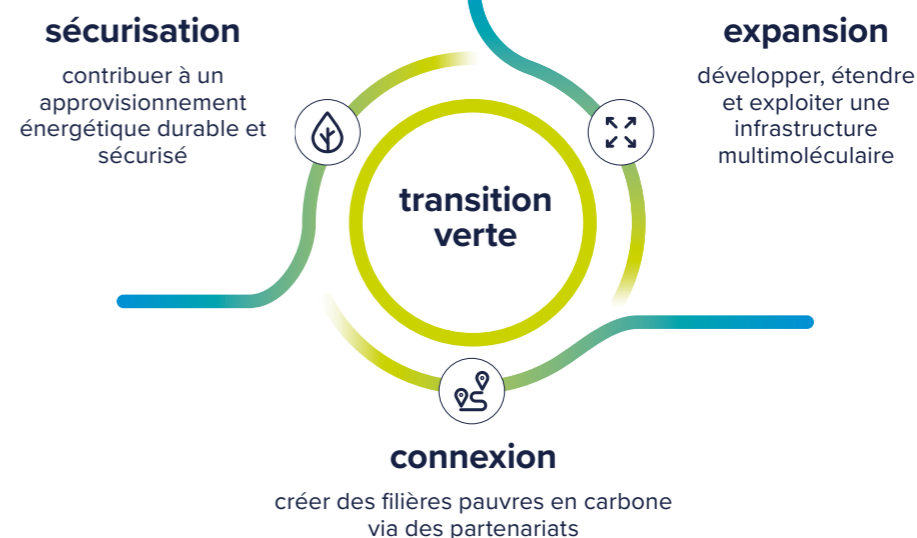 sécurisation
contribuer à un
approvisionnement
énergétique durable et
sécurisé
expansion
développer, étendre
et exploiter une
infrastructure
multimoléculaire
transition
verte
connexion
créer des filières pauvres en carbone
via des partenariats